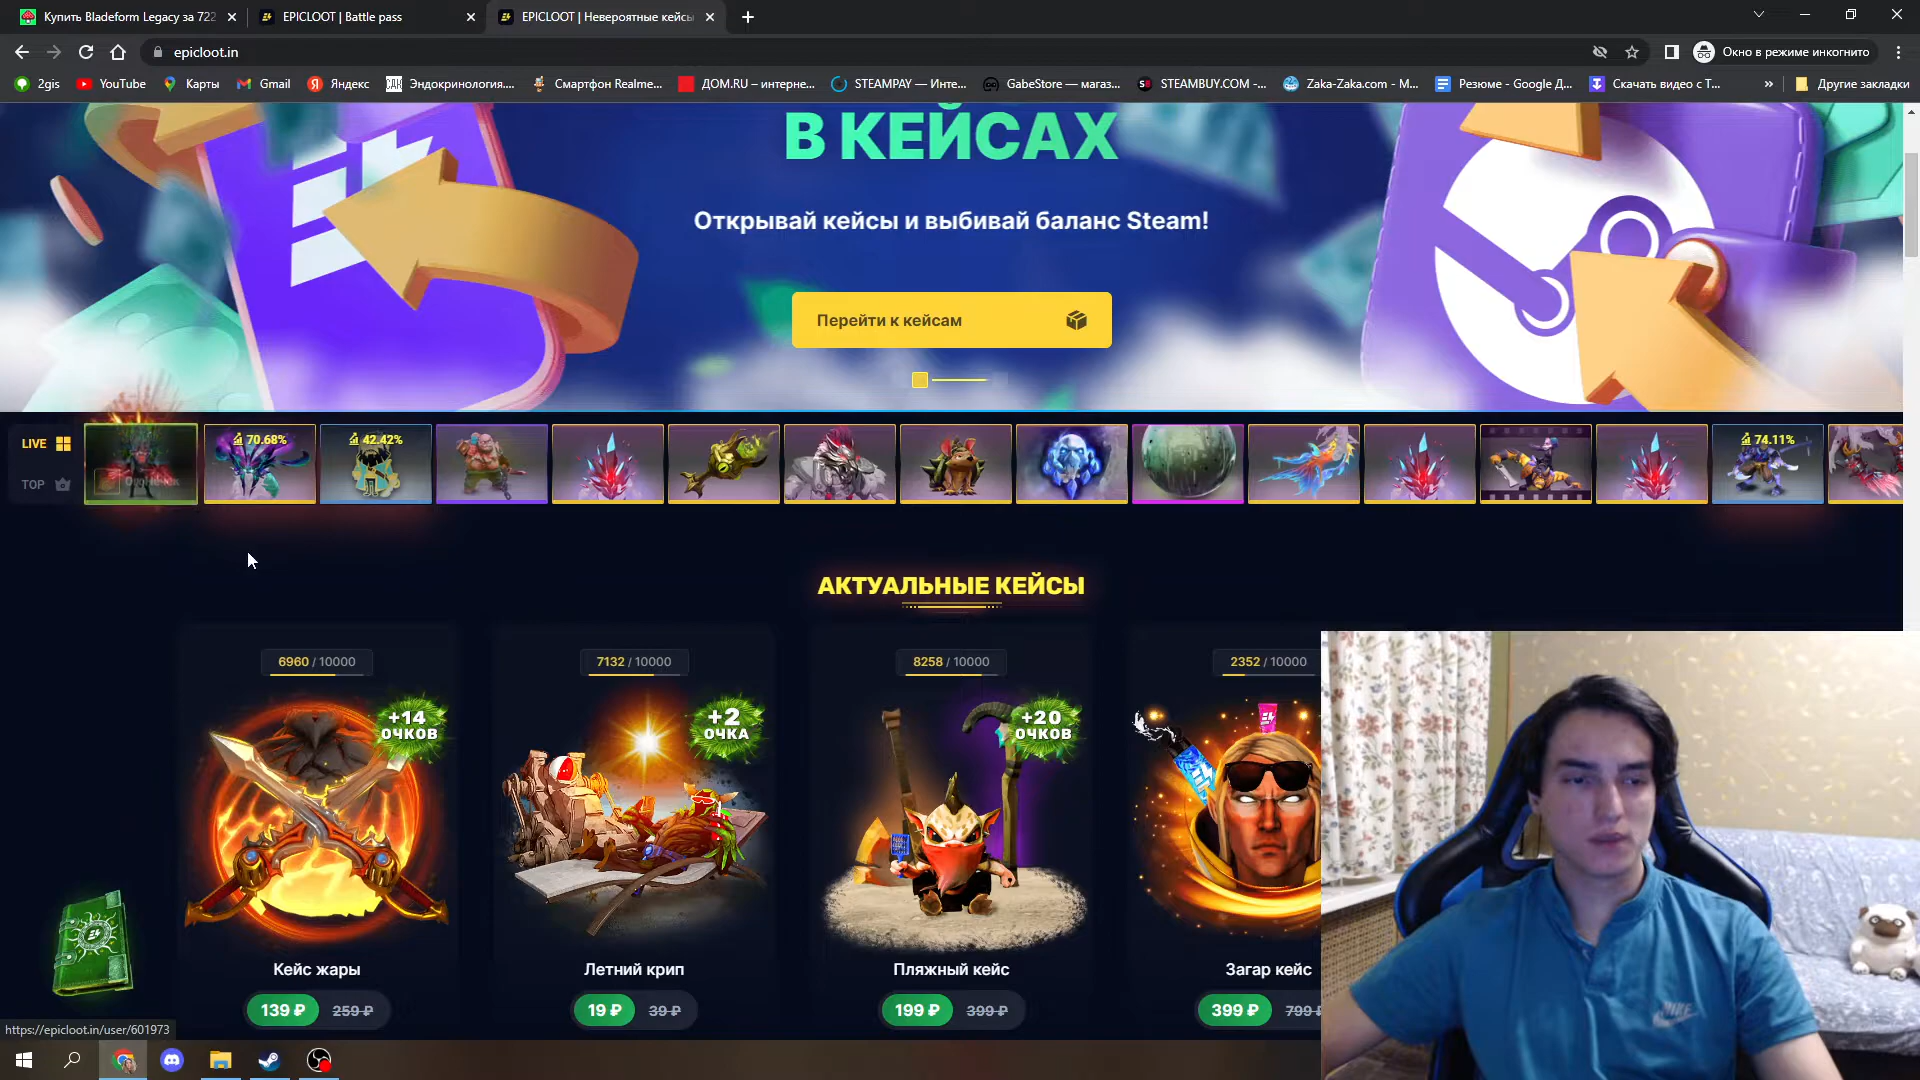 Купить Bladeform Legacy за 722
EPICLOOT | Battle pass
EPICLOOT | Невероятные кейсы
epicloot.in
Окно в режиме инкогнито
2gis
YouTube
Карты
Gmail
Яндекс
Эндокринология....
Смартфон Realme...
ДОМ.RU – интерне...
STEAMPAY — Инте...
GabeStore — магаз...
STEAMBUY.COM -...
Zaka-Zaka.com - М...
Резюме - Google Д...
Скачать видео с Т...
»
Другие закладки
В КЕЙСАХ
Открывай кейсы и выбивай баланс Steam!
Перейти к кейсам
LIVE
TOP
70.68%
42.42%
74.11%
АКТУАЛЬНЫЕ КЕЙСЫ
6960 / 10000
7132 / 10000
8258 / 10000
2352 / 10000
+14
ОЧКОВ
+2
ОЧКА
+20
ОЧКОВ
Кейс жары
Летний крип
Пляжный кейс
Загар кейс
139 ₽ 259 ₽
19 ₽ 39 ₽
199 ₽ 399 ₽
399 ₽ 799 ₽
https://epicloot.in/user/601973